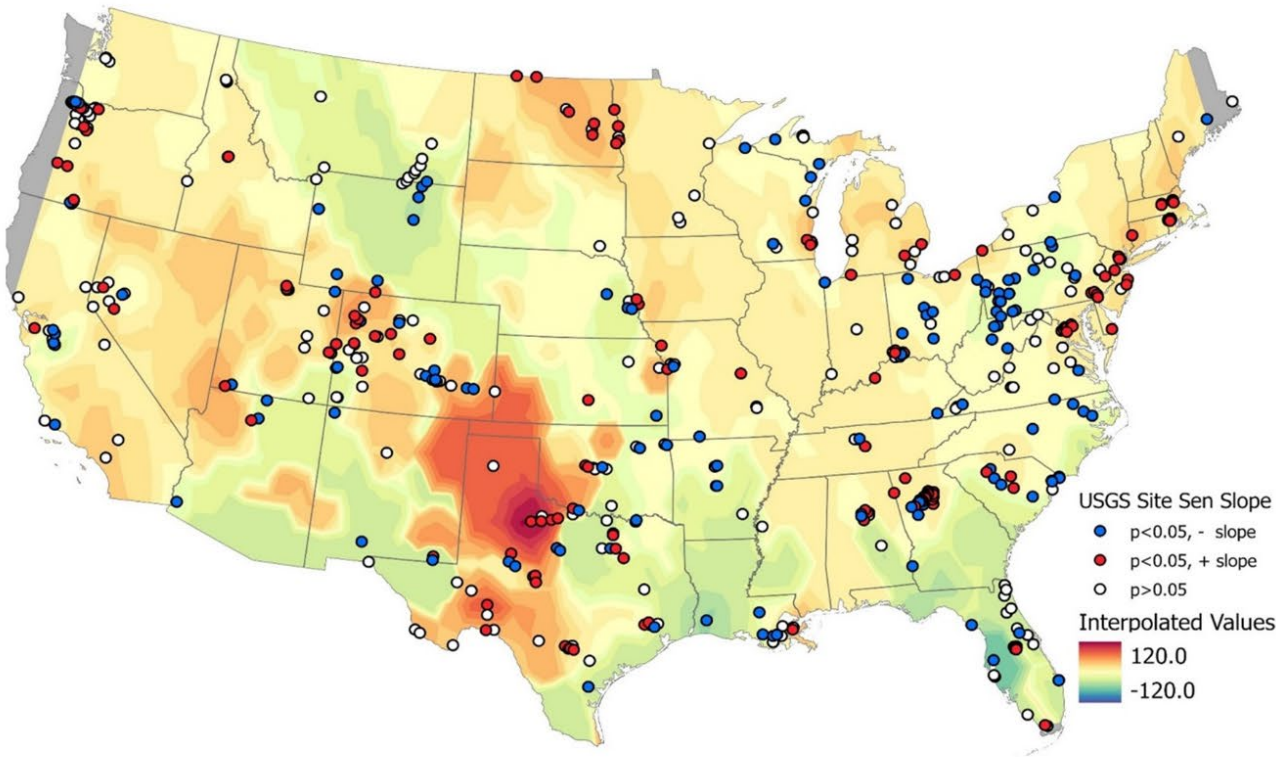 USGS Site Sen Slope
p<0.05, - slope
p<0.05, + slope
p>0.05
Interpolated Values
120.0
-120.0